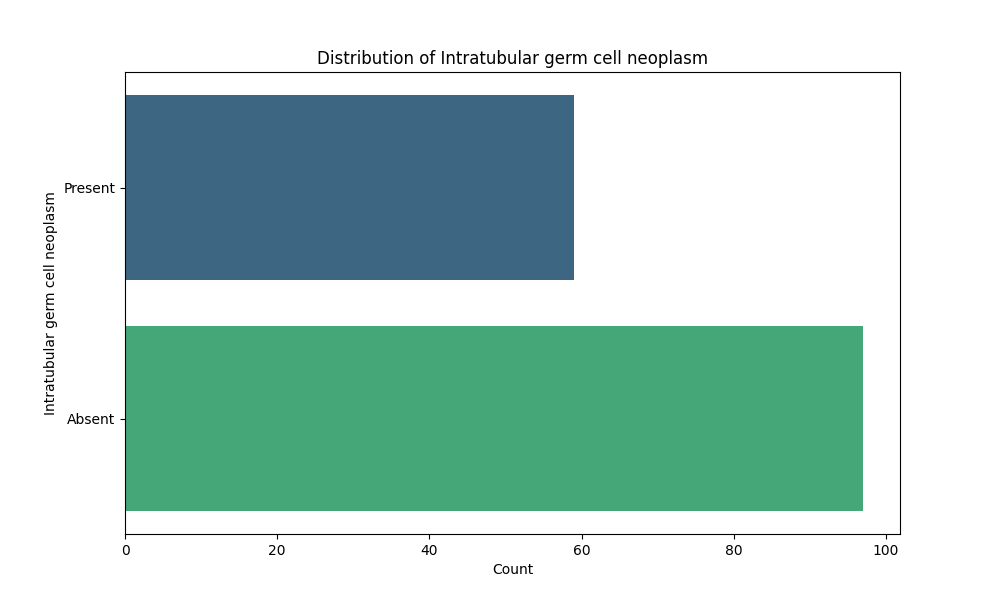 Distribution of Intratubular germ cell neoplasm
Intratubular germ cell neoplasm
Present
Absent
0 20 40 60 80 100
Count